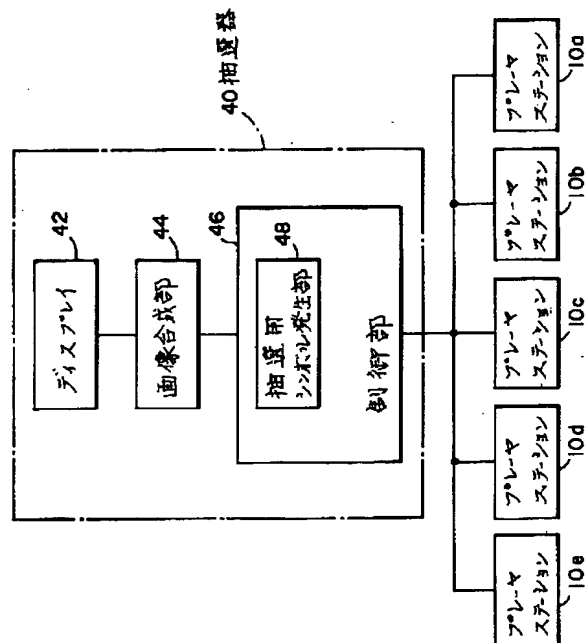 40 抽選器
42
ディスプレイ
44
画像合成部
46
48
抽選用
シンボル発生部
制御部
プレーヤ
ステーション
10a
プレーヤ
ステーション
10b
プレーヤ
ステーション
10c
プレーヤ
ステーション
10d
プレーヤ
ステーション
10e